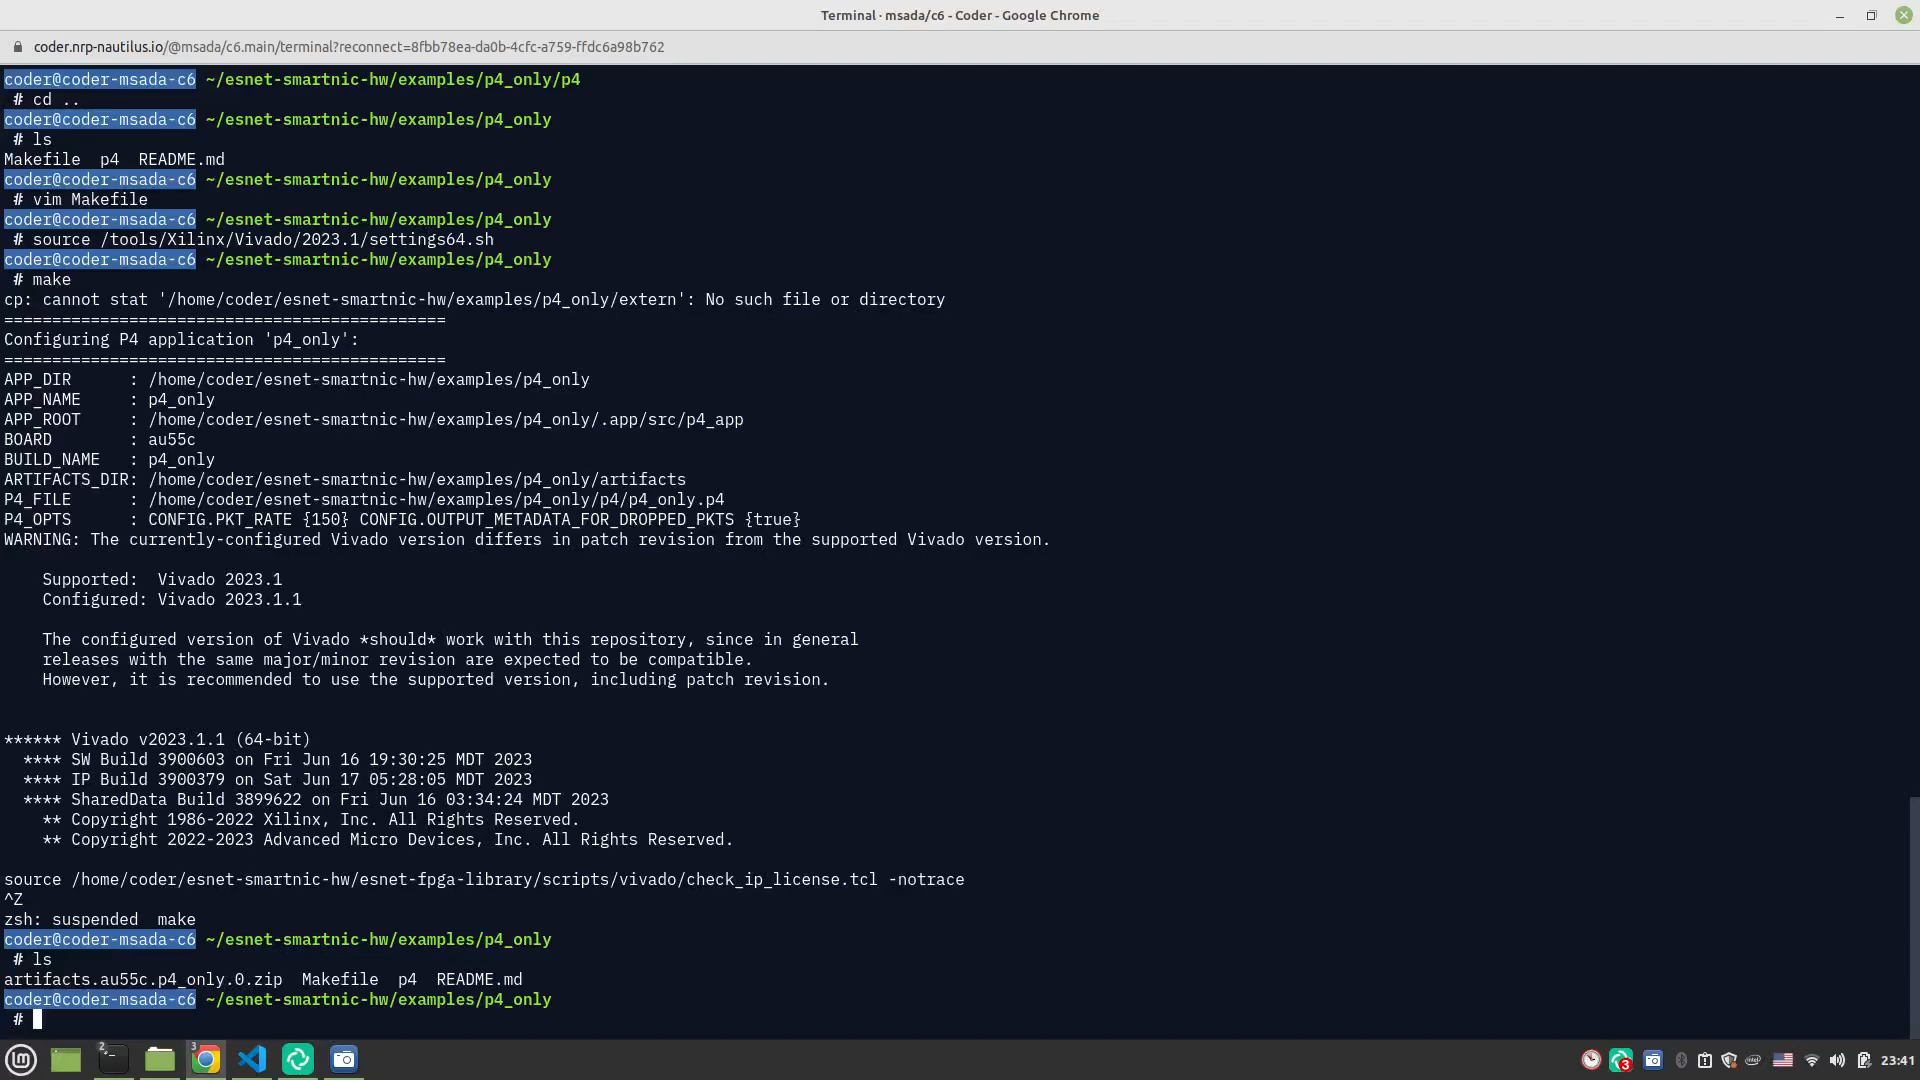 Terminal · msada/c6 - Coder - Google Chrome
coder.nrp-nautilus.io/@msada/c6.main/terminal?reconnect=8fbb78ea-da0b-4cfc-a759-ffdc6a98b762
coder@coder-msada-c6 ~/esnet-smartnic-hw/examples/p4_only/p4
# cd ..
coder@coder-msada-c6 ~/esnet-smartnic-hw/examples/p4_only
# ls
Makefile p4 README.md
coder@coder-msada-c6 ~/esnet-smartnic-hw/examples/p4_only
# vim Makefile
coder@coder-msada-c6 ~/esnet-smartnic-hw/examples/p4_only
# source /tools/Xilinx/Vivado/2023.1/settings64.sh
coder@coder-msada-c6 ~/esnet-smartnic-hw/examples/p4_only
# make
cp: cannot stat '/home/coder/esnet-smartnic-hw/examples/p4_only/extern': No such file or directory
==============================================
Configuring P4 application 'p4_only':
==============================================
APP_DIR      : /home/coder/esnet-smartnic-hw/examples/p4_only
APP_NAME     : p4_only
APP_ROOT     : /home/coder/esnet-smartnic-hw/examples/p4_only/.app/src/p4_app
BOARD        : au55c
BUILD_NAME   : p4_only
ARTIFACTS_DIR: /home/coder/esnet-smartnic-hw/examples/p4_only/artifacts
P4_FILE      : /home/coder/esnet-smartnic-hw/examples/p4_only/p4/p4_only.p4
P4_OPTS      : CONFIG.PKT_RATE {150} CONFIG.OUTPUT_METADATA_FOR_DROPPED_PKTS {true}
WARNING: The currently-configured Vivado version differs in patch revision from the supported Vivado version.
Supported:  Vivado 2023.1
Configured: Vivado 2023.1.1
The configured version of Vivado *should* work with this repository, since in general
releases with the same major/minor revision are expected to be compatible.
However, it is recommended to use the supported version, including patch revision.
****** Vivado v2023.1.1 (64-bit)
**** SW Build 3900603 on Fri Jun 16 19:30:25 MDT 2023
**** IP Build 3900379 on Sat Jun 17 05:28:05 MDT 2023
**** SharedData Build 3899622 on Fri Jun 16 03:34:24 MDT 2023
** Copyright 1986-2022 Xilinx, Inc. All Rights Reserved.
** Copyright 2022-2023 Advanced Micro Devices, Inc. All Rights Reserved.
source /home/coder/esnet-smartnic-hw/esnet-fpga-library/scripts/vivado/check_ip_license.tcl -notrace
^Z
zsh: suspended  make
coder@coder-msada-c6 ~/esnet-smartnic-hw/examples/p4_only
# ls
artifacts.au55c.p4_only.0.zip  Makefile  p4  README.md
coder@coder-msada-c6 ~/esnet-smartnic-hw/examples/p4_only
#
2 3 3 23:41